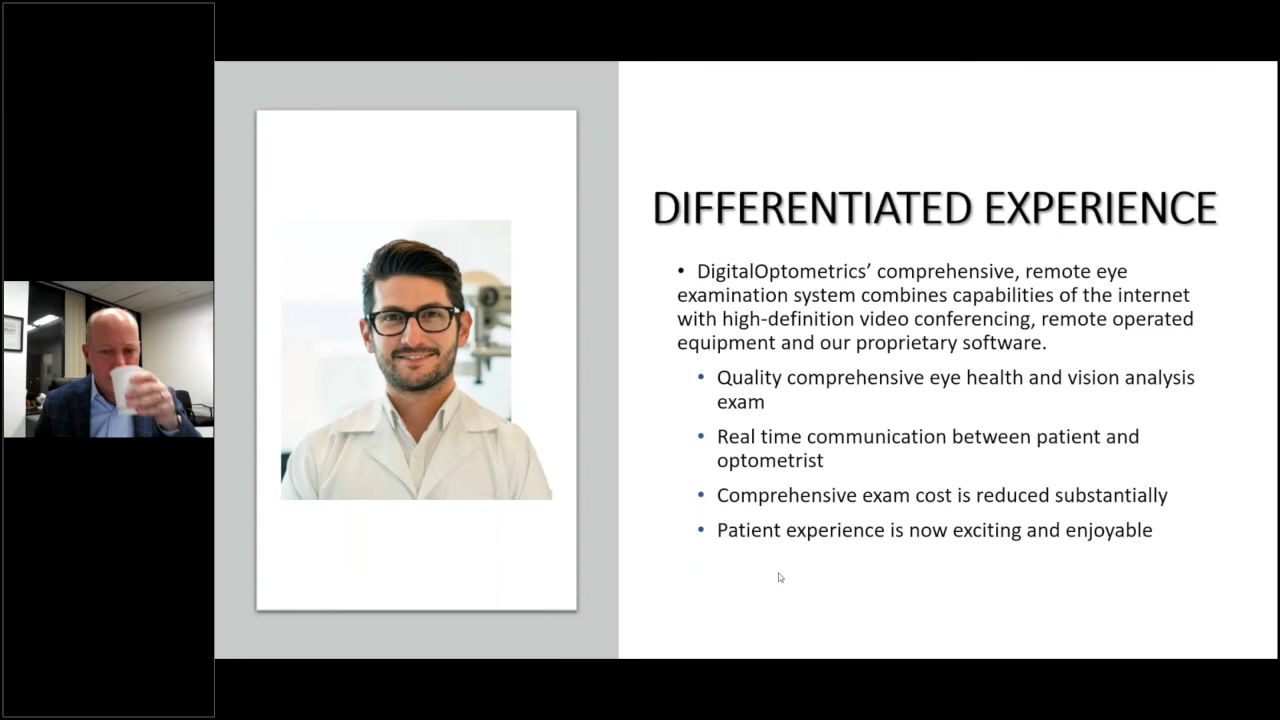 DIFFERENTIATED EXPERIENCE
• DigitalOptometrics’ comprehensive, remote eye
examination system combines capabilities of the internet
with high-definition video conferencing, remote operated
equipment and our proprietary software.
• Quality comprehensive eye health and vision analysis
exam
• Real time communication between patient and
optometrist
• Comprehensive exam cost is reduced substantially
• Patient experience is now exciting and enjoyable